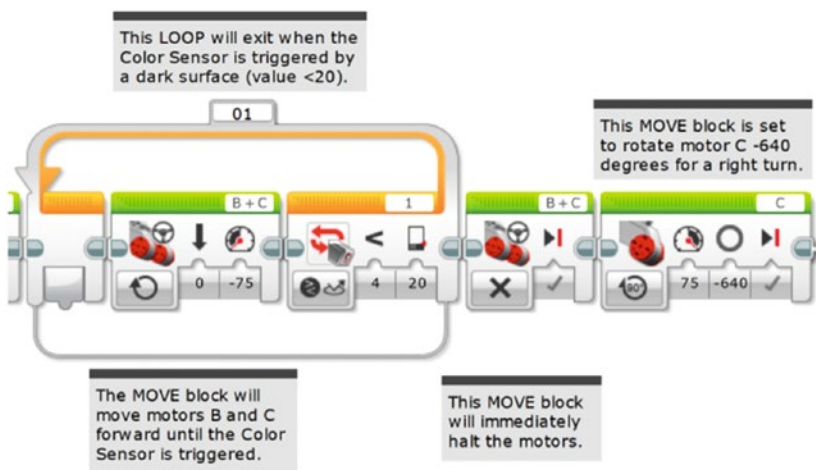 This LOOP will exit when the
Color Sensor is triggered by
a dark surface (value <20).
01
This MOVE block is set
to rotate motor C -640
degrees for a right turn.
B + C
1
B + C
C
<
0
-75
4
20
90°
75
-640
The MOVE block will
move motors B and C
forward until the Color
Sensor is triggered.
This MOVE block
will immediately
halt the motors.